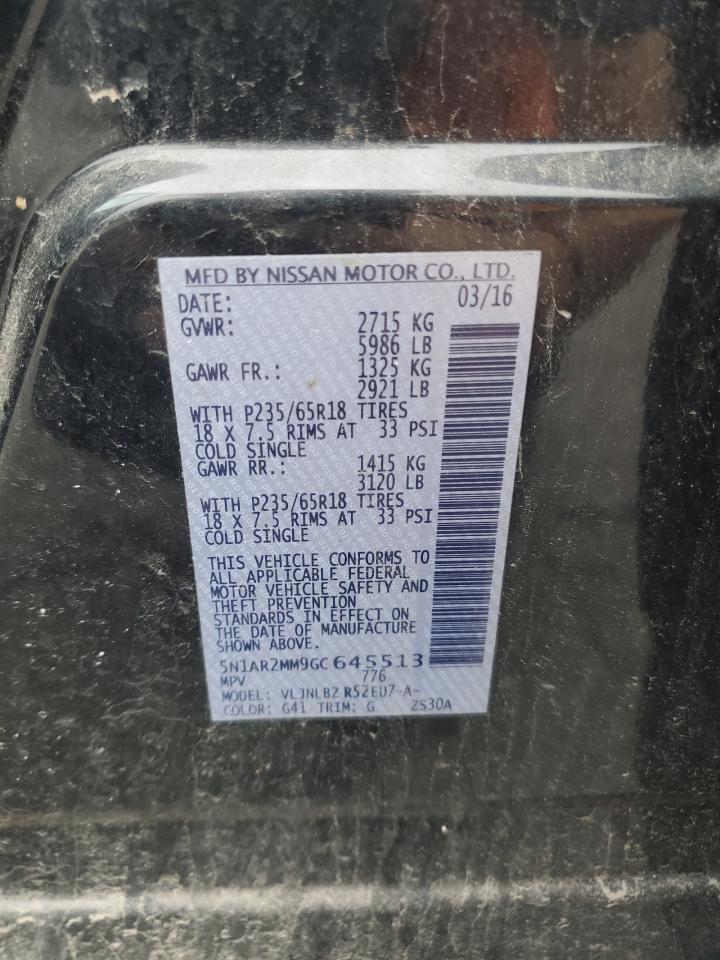 MFD BY NISSAN MOTOR CO., LTD.
DATE: 03/16
GVWR: 2715 KG
5986 LB
GAWR FR.: 1325 KG
2921 LB
WITH P235/65R18 TIRES
18 X 7.5 RIMS AT 33 PSI
COLD SINGLE
GAWR RR.: 1415 KG
3120 LB
WITH P235/65R18 TIRES
18 X 7.5 RIMS AT 33 PSI
COLD SINGLE
THIS VEHICLE CONFORMS TO
ALL APPLICABLE FEDERAL
MOTOR VEHICLE SAFETY AND
THEFT PREVENTION
STANDARDS IN EFFECT ON
THE DATE OF MANUFACTURE
SHOWN ABOVE.
5N1AR2MM9GC645513
MPV 776
MODEL: VLJNLBZ R52EU7-A-
COLOR: G41 TRIM: G ZS30A